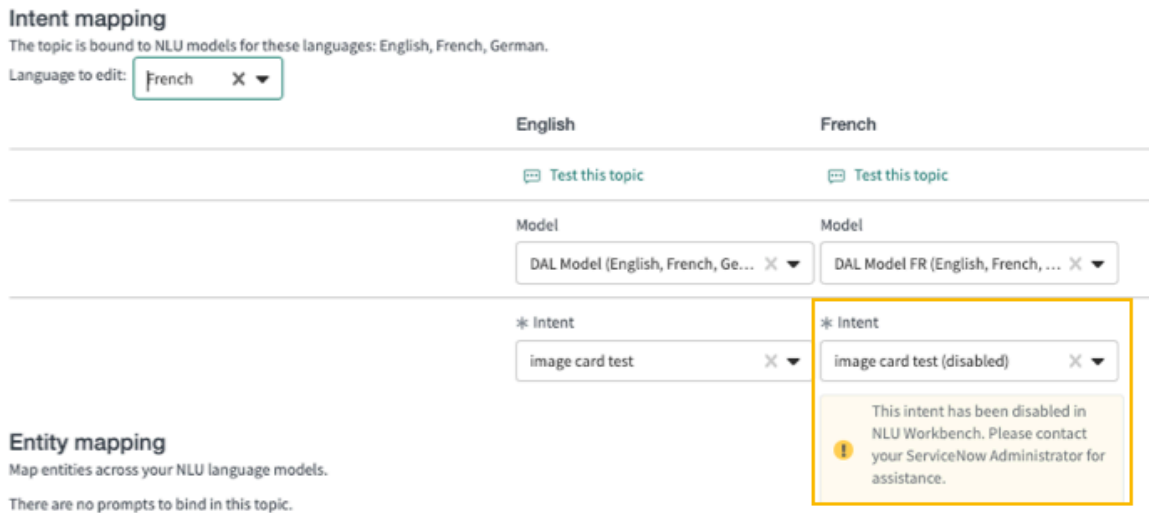 Intent mapping
The topic is bound to NLU models for these languages: English, French, German.
Language to edit: French
English French
Test this topic Test this topic
Model Model
DAL Model (English, French, Ge... DAL Model FR (English, French, ...
* Intent * Intent
image card test image card test (disabled)
This intent has been disabled in
NLU Workbench. Please contact
your ServiceNow Administrator for
assistance.
Entity mapping
Map entities across your NLU language models.
There are no prompts to bind in this topic.